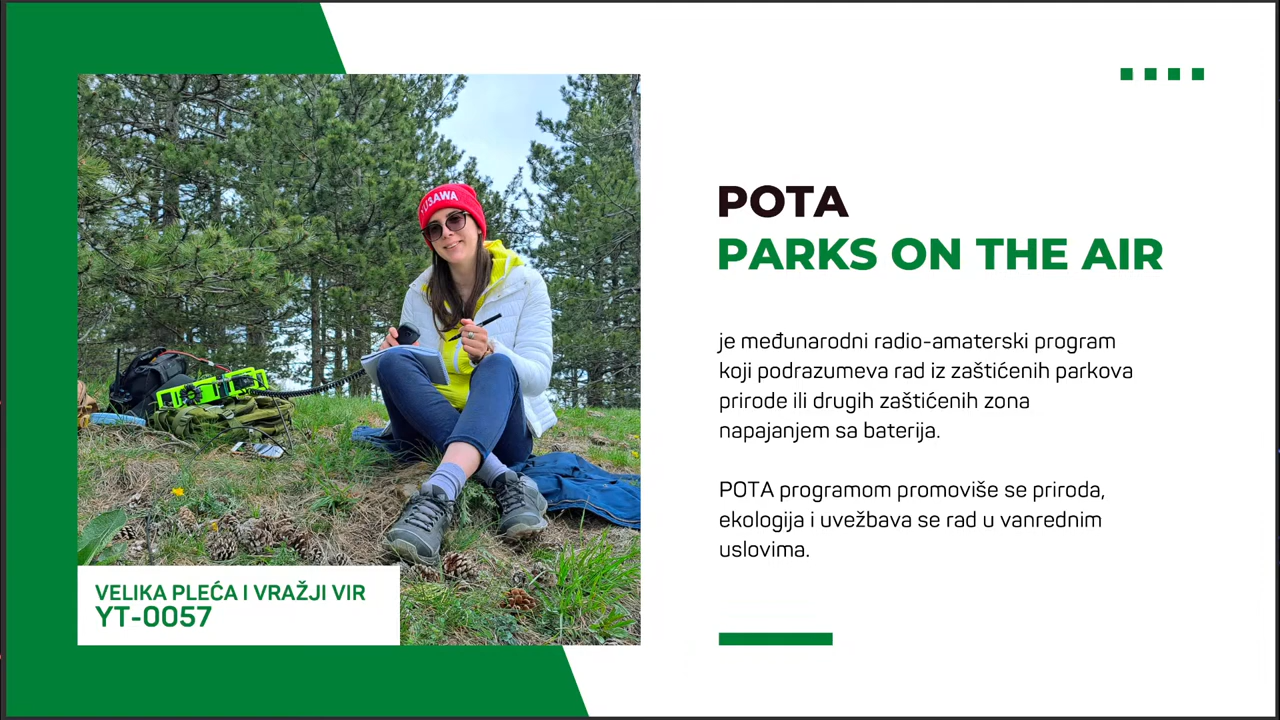 YU3AWA
VELIKA PLEĆA I VRAŽJI VIR
YT-0057
POTA
PARKS ON THE AIR
je međunarodni radio-amaterski program
koji podrazumeva rad iz zaštićenih parkova
prirode ili drugih zaštićenih zona
napajanjem sa baterija.
POTA programom promoviše se priroda,
ekologija i uvežbava se rad u vanrednim
uslovima.